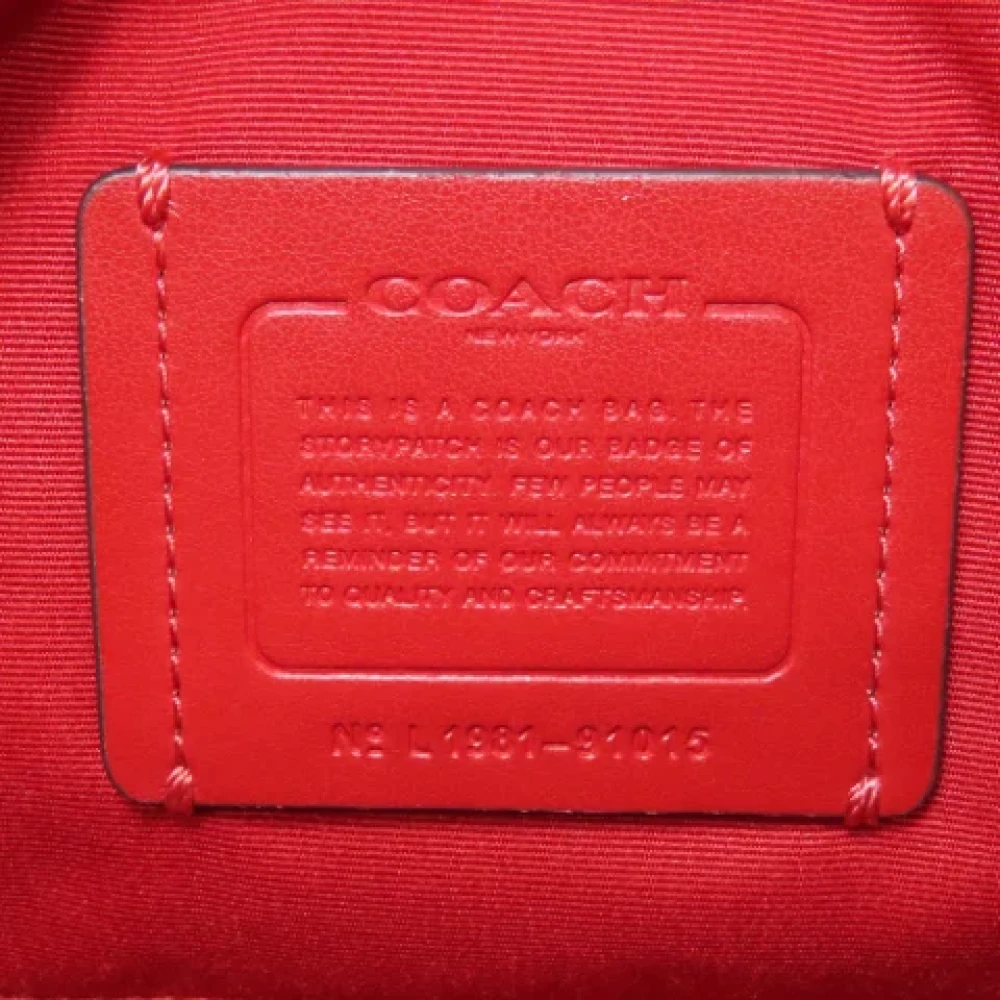 COACH
NEW YORK
THIS IS A COACH BAG. THE
STORYPATCH IS OUR BADGE OF
AUTHENTICITY. FEW PEOPLE MAY
SEE IT, BUT IT WILL ALWAYS BE A
REMINDER OF OUR COMMITMENT
TO QUALITY AND CRAFTSMANSHIP.
Nº L1981-91015